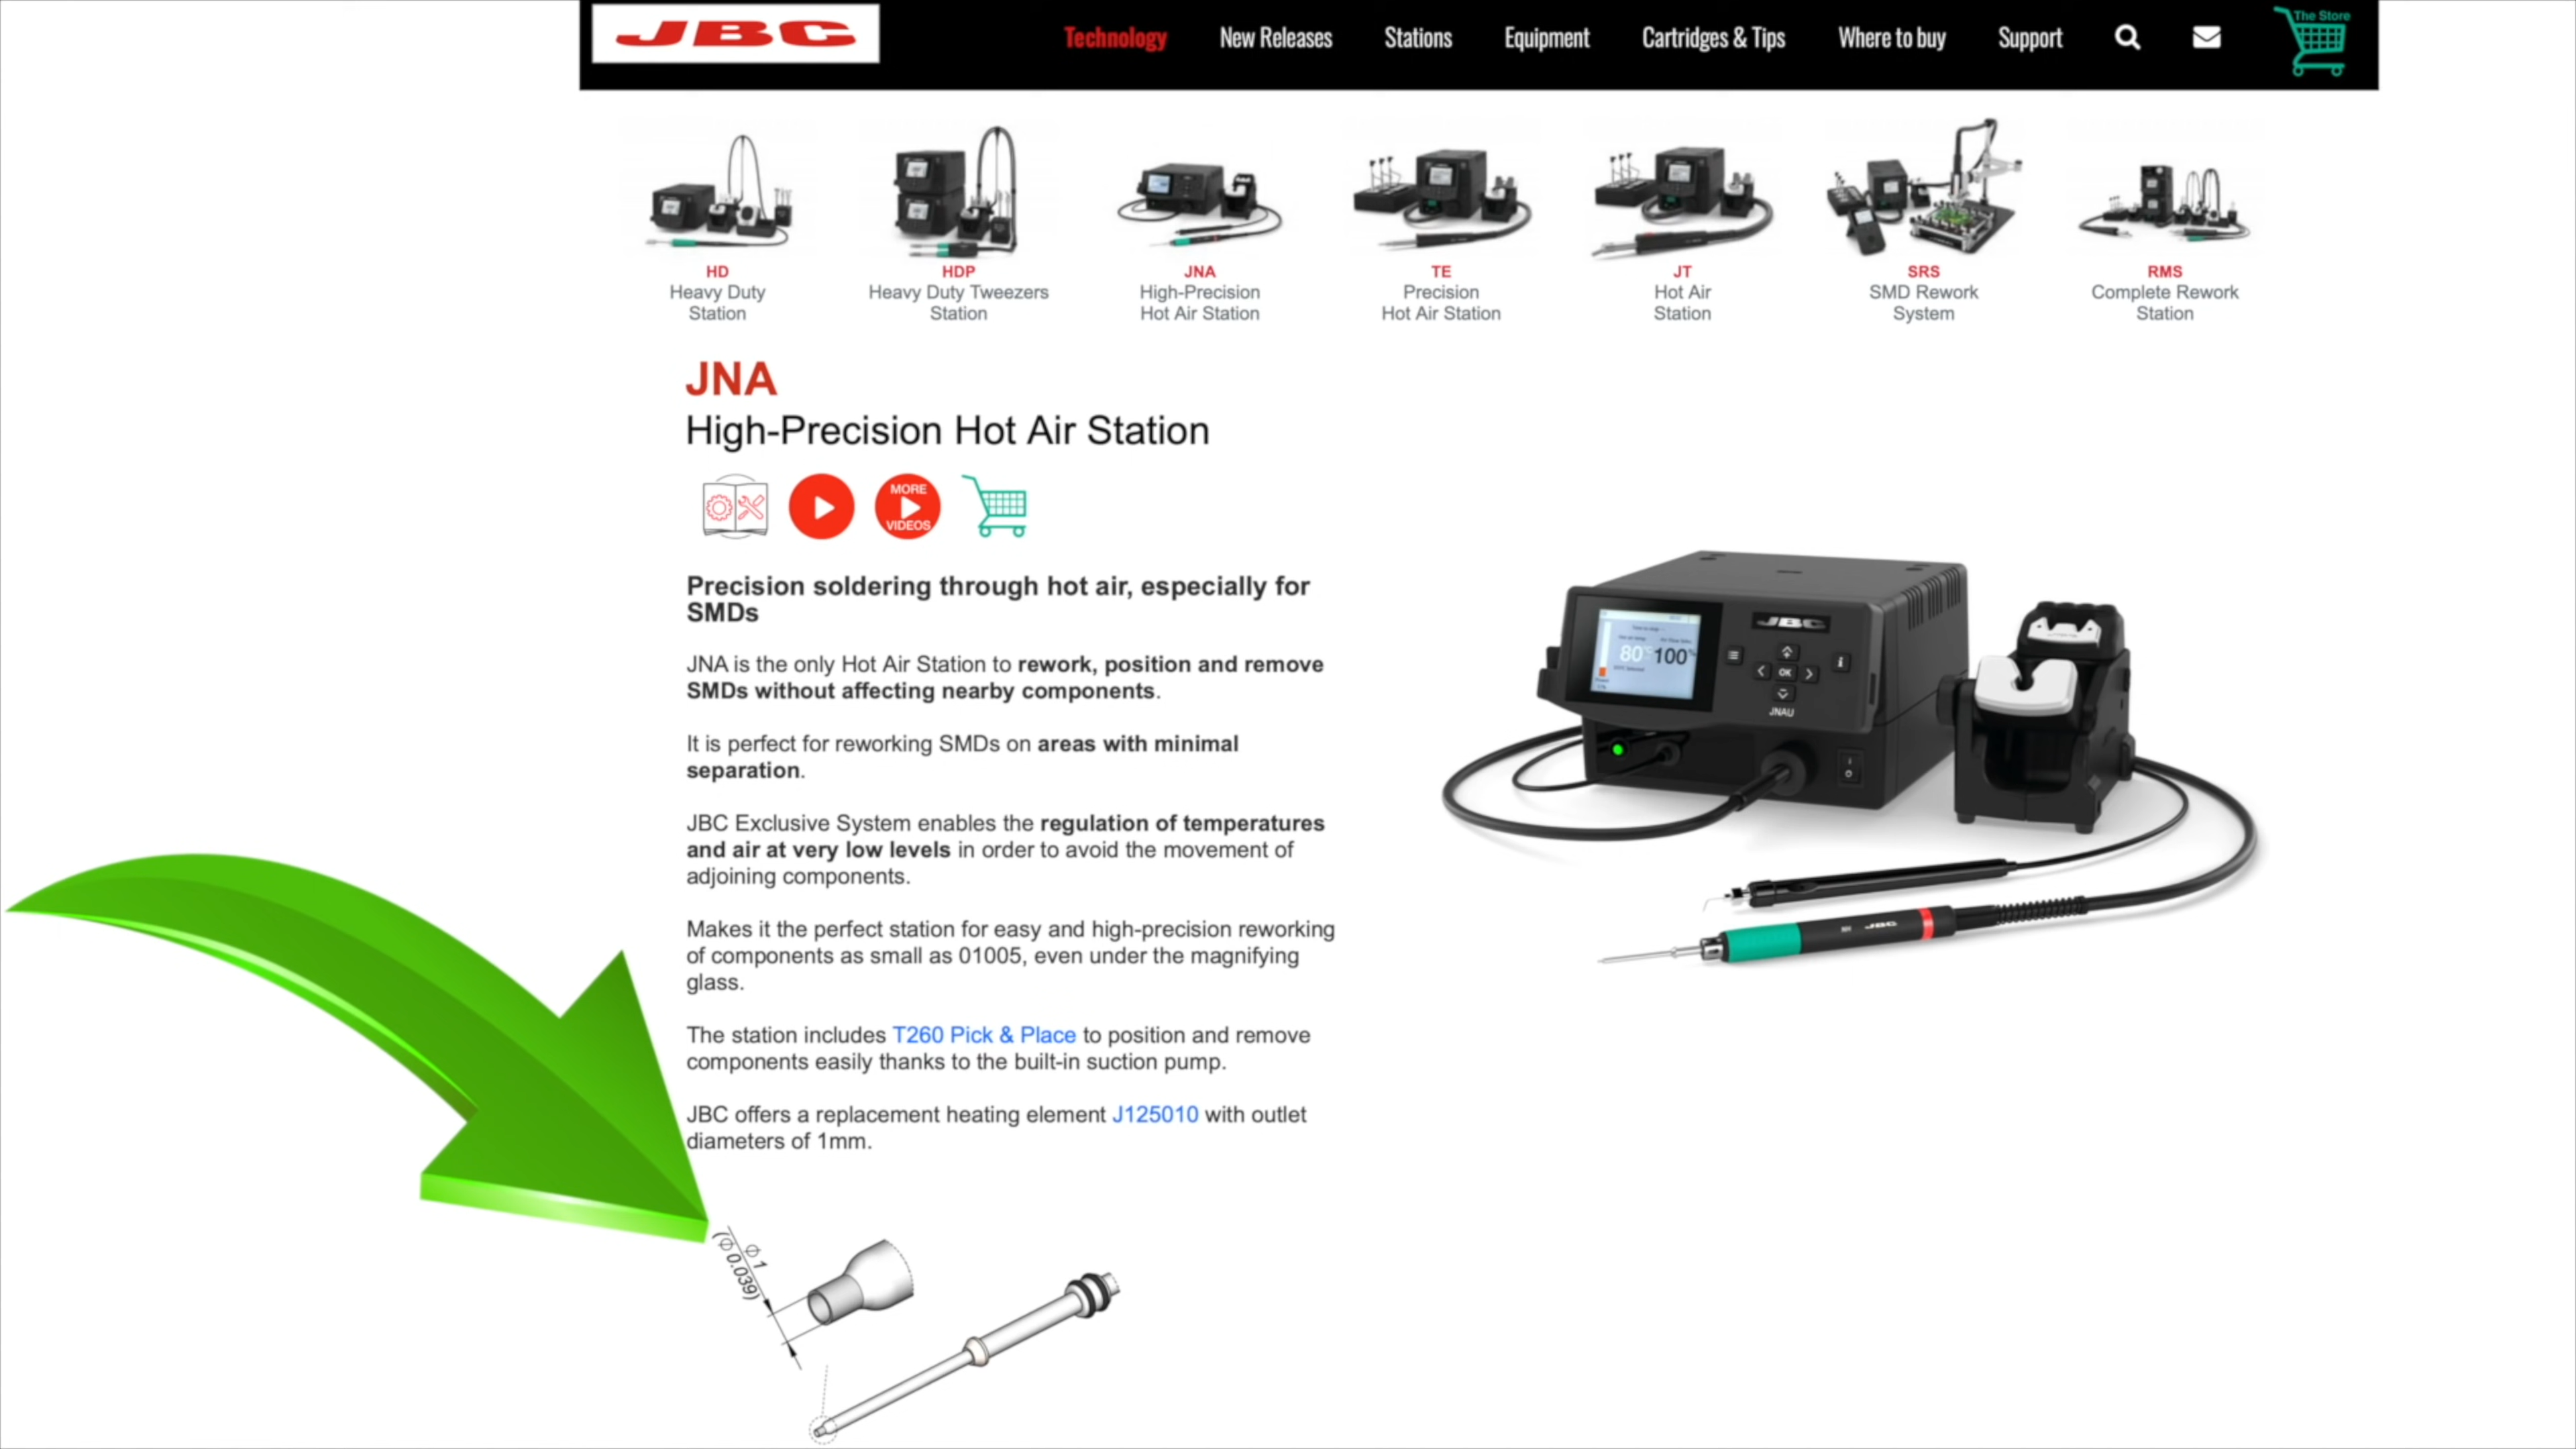 JBC
Technology
New Releases
Stations
Equipment
Cartridges & Tips
Where to buy
Support
The Store
HD
Heavy Duty
Station
HDP
Heavy Duty Tweezers
Station
JNA
High-Precision
Hot Air Station
TE
Precision
Hot Air Station
JT
Hot Air
Station
SRS
SMD Rework
System
RMS
Complete Rework
Station
JNA
High-Precision Hot Air Station
MORE
VIDEOS
Precision soldering through hot air, especially for
SMDs
JNA is the only Hot Air Station to rework, position and remove
SMDs without affecting nearby components.
It is perfect for reworking SMDs on areas with minimal
separation.
JBC Exclusive System enables the regulation of temperatures
and air at very low levels in order to avoid the movement of
adjoining components.
Makes it the perfect station for easy and high-precision reworking
of components as small as 01005, even under the magnifying
glass.
The station includes T260 Pick & Place to position and remove
components easily thanks to the built-in suction pump.
JBC offers a replacement heating element J125010 with outlet
diameters of 1mm.
JBC
80 100
OK
JNAU
JBC
Ø 1
(Ø 0.039)